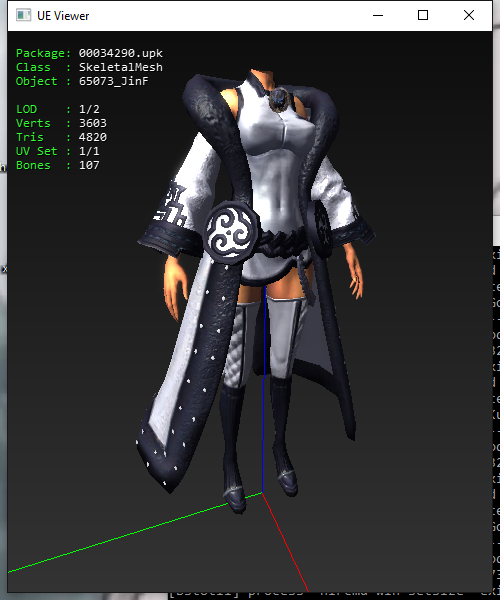 UE Viewer
Package: 00034290.upk
Class  : SkeletalMesh
Object : 65073_JinF
LOD    : 1/2
Verts  : 3603
Tris   : 4820
UV Set : 1/1
Bones  : 107